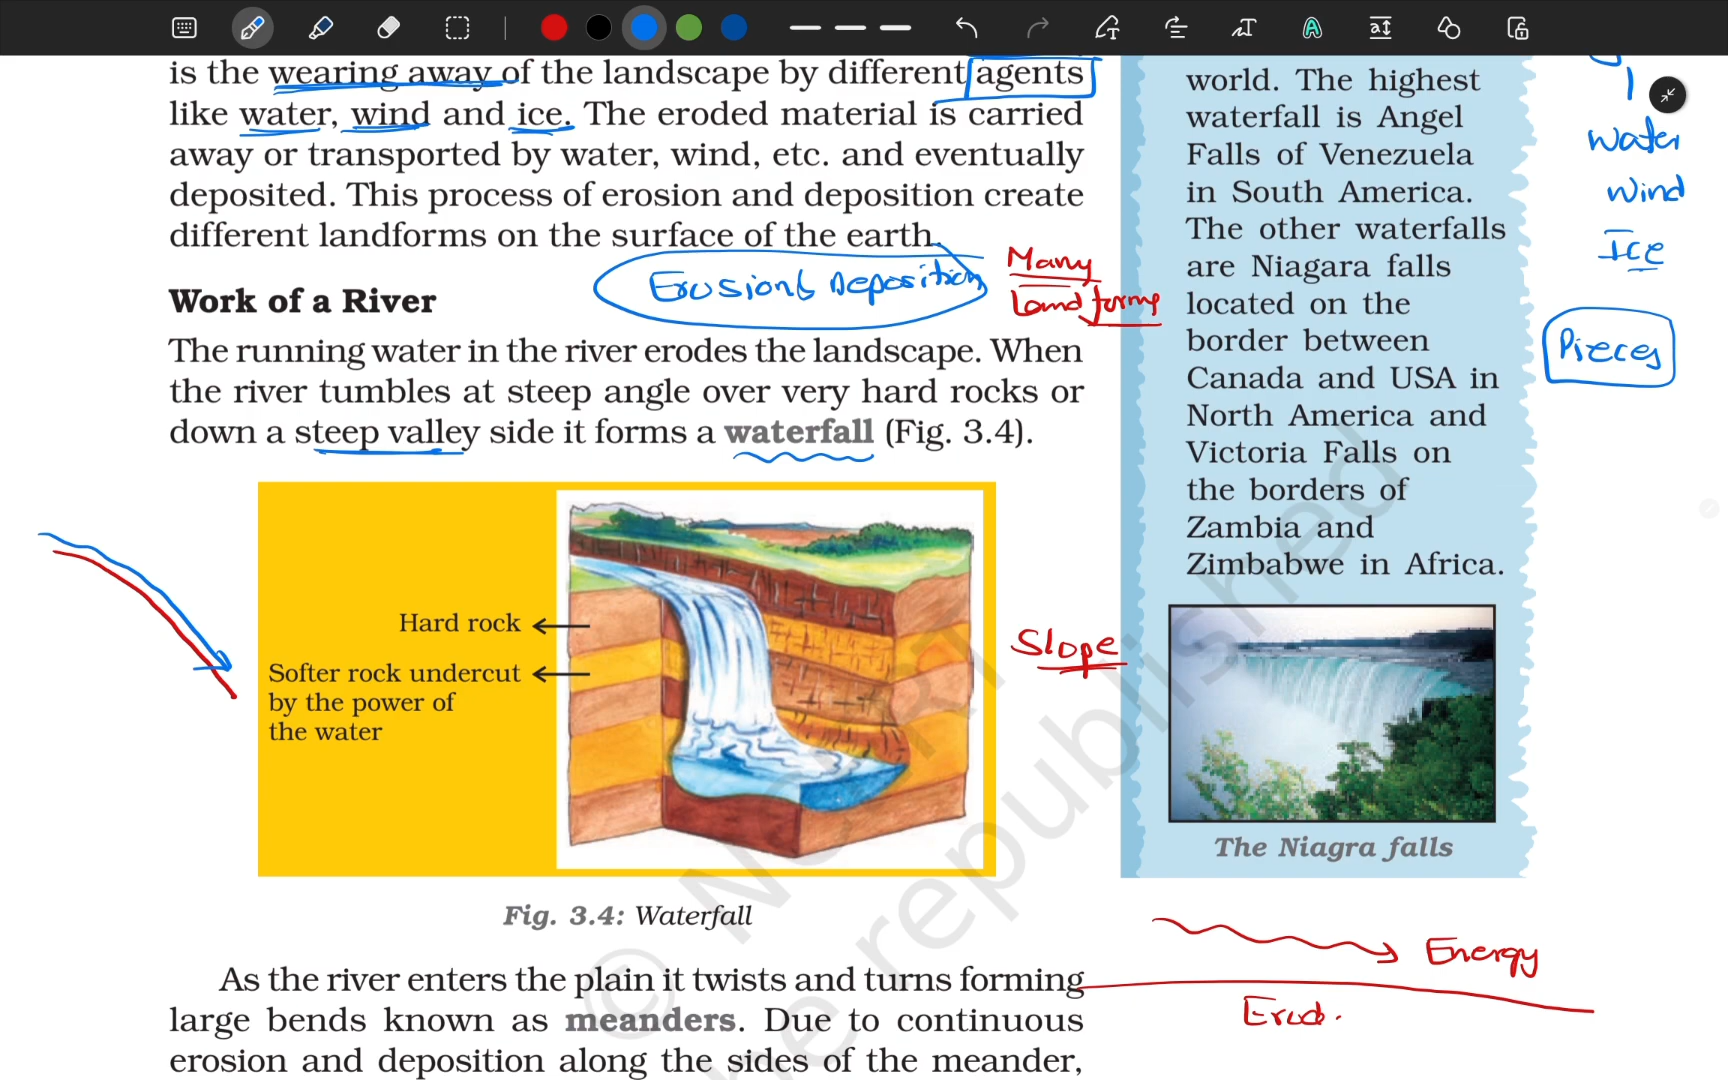 is the wearing away of the landscape by different agents
like water, wind and ice. The eroded material is carried
away or transported by water, wind, etc. and eventually
deposited. This process of erosion and deposition create
different landforms on the surface of the earth.
Erosion & Deposition
Many
Land forms
Work of a River
The running water in the river erodes the landscape. When
the river tumbles at steep angle over very hard rocks or
down a steep valley side it forms a waterfall (Fig. 3.4).
Hard rock
Softer rock undercut
by the power of
the water
Slope
Fig. 3.4: Waterfall
As the river enters the plain it twists and turns forming
large bends known as meanders. Due to continuous
erosion and deposition along the sides of the meander,
world. The highest
waterfall is Angel
Falls of Venezuela
in South America.
The other waterfalls
are Niagara falls
located on the
border between
Canada and USA in
North America and
Victoria Falls on
the borders of
Zambia and
Zimbabwe in Africa.
The Niagra falls
Water
Wind
Ice
Pieces
Energy
Erod.
© NCERT
be republished